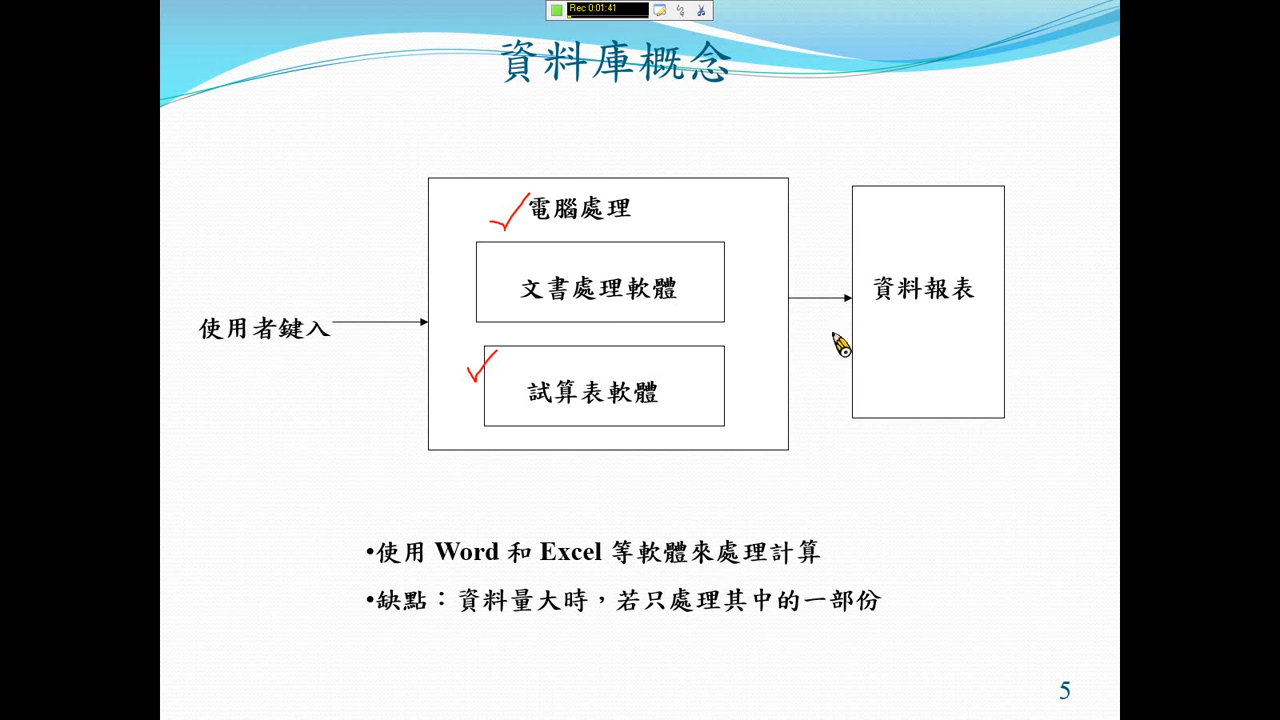 Rec 0:01:41
資料庫概念
電腦處理
文書處理軟體
使用者鍵入
試算表軟體
資料報表
•使用 Word 和 Excel 等軟體來處理計算
•缺點：資料量大時，若只處理其中的一部份
5